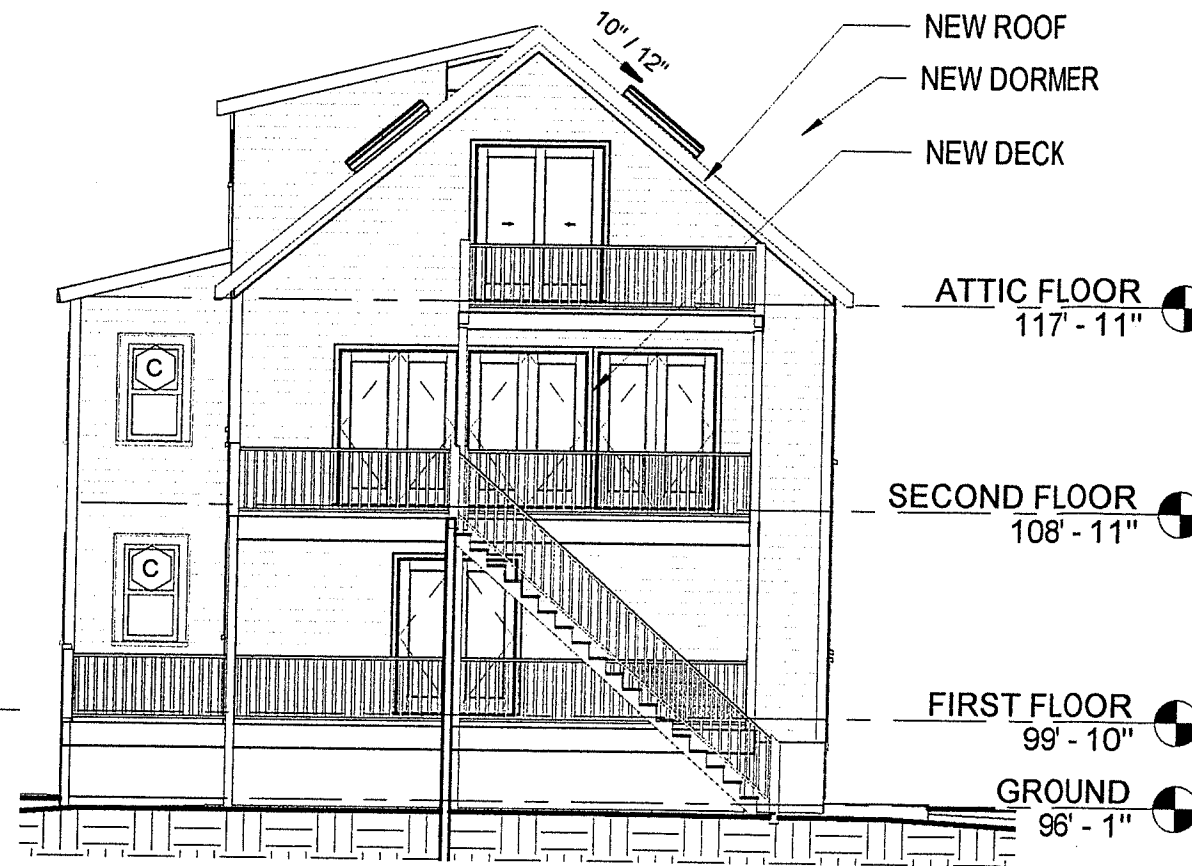 10" / 12"
NEW ROOF
NEW DORMER
NEW DECK
ATTIC FLOOR
117' - 11"
C
SECOND FLOOR
108' - 11"
C
FIRST FLOOR
99' - 10"
GROUND
96' - 1"